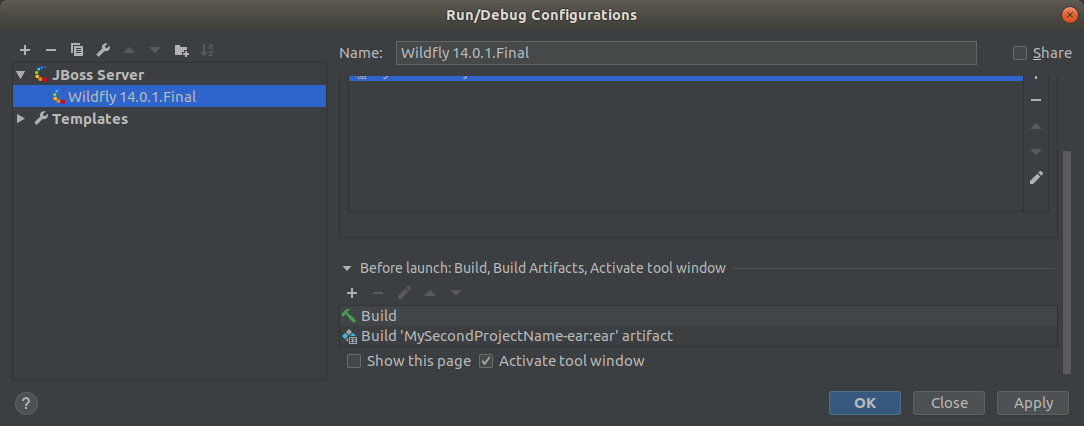 Run/Debug Configurations
Name: Wildfly 14.0.1.Final Share
JBoss Server
Wildfly 14.0.1.Final
Templates
Before launch: Build, Build Artifacts, Activate tool window
Build
Build 'MySecondProjectName-ear:ear' artifact
Show this page Activate tool window
? OK Close Apply